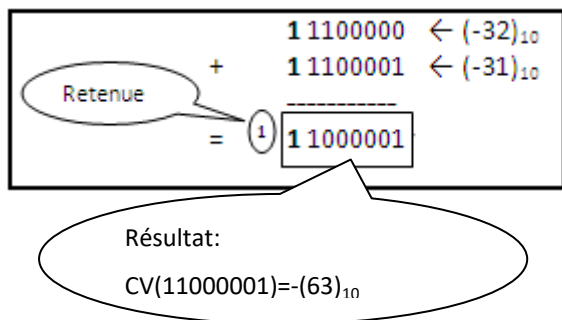 1 1100000 ← (-32)₁₀
+ 1 1100001 ← (-31)₁₀
Retenue
-----------
= 1 1 1000001
Résultat:
CV(11000001)=-(63)₁₀